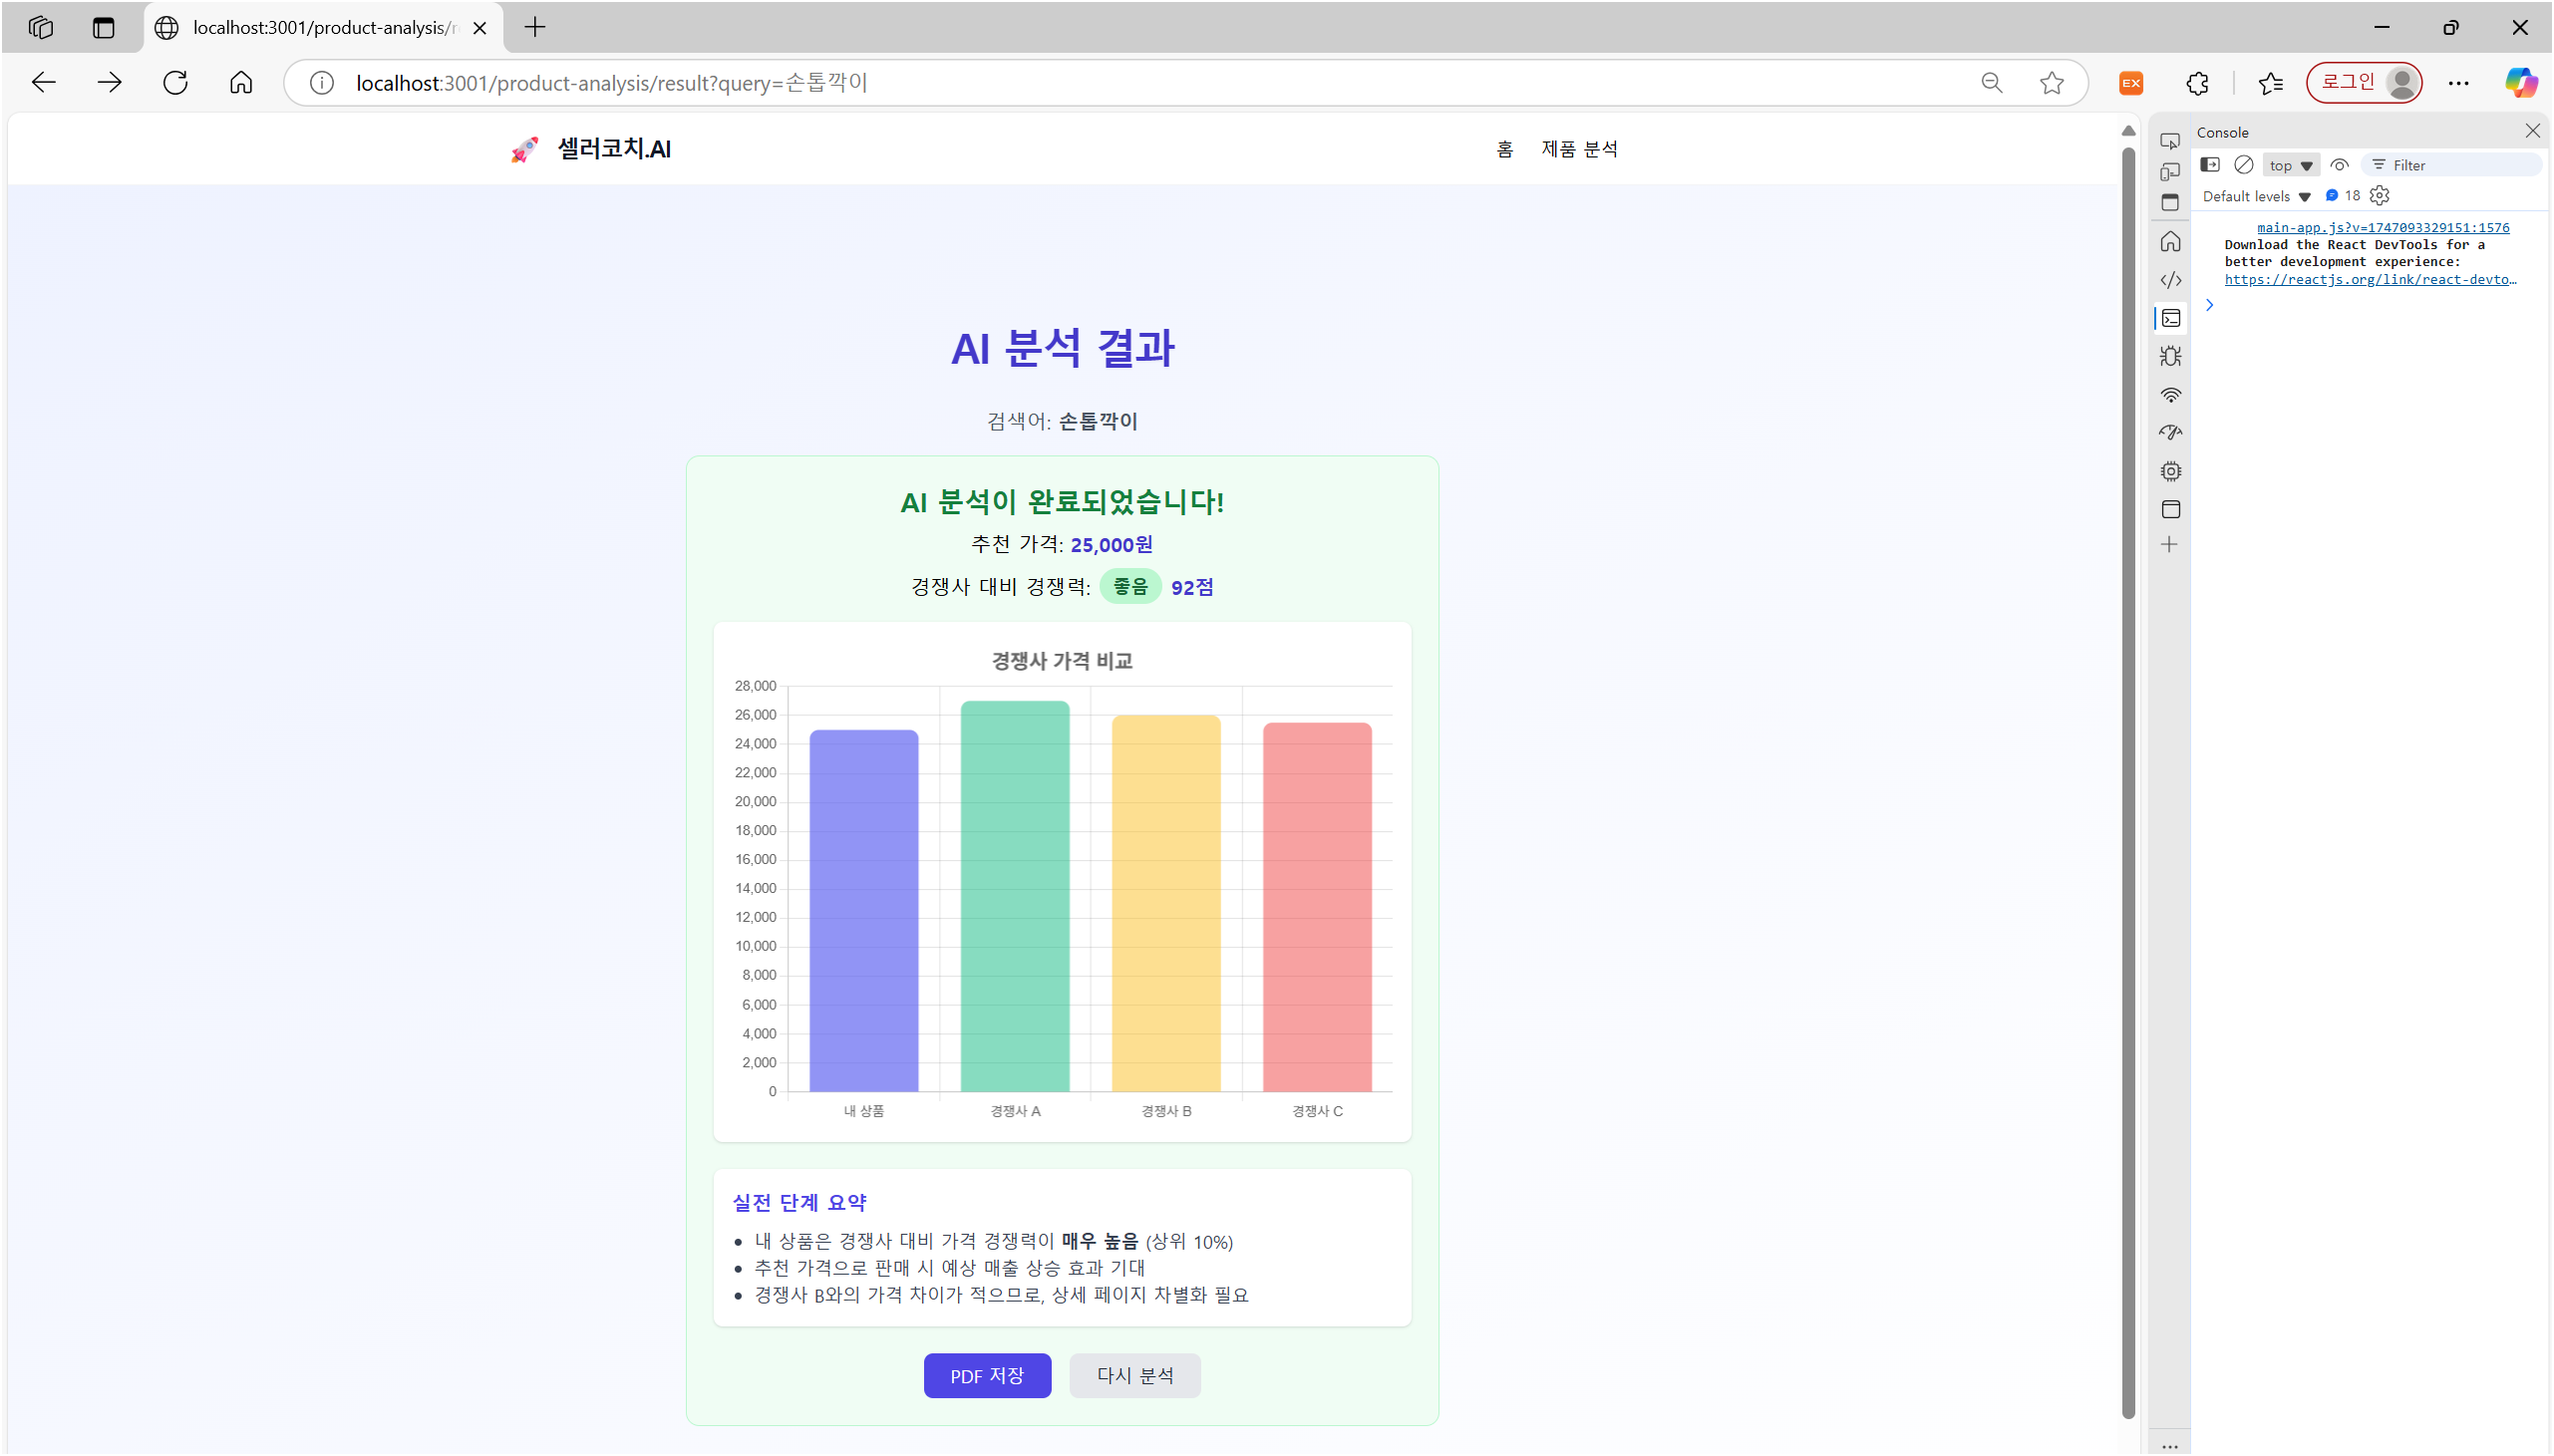 localhost:3001/product-analysis/r
localhost:3001/product-analysis/result?query=손톱깍이
EX
로그인
🚀 셀러코치.AI
홈
제품 분석
AI 분석 결과
검색어: 손톱깍이
AI 분석이 완료되었습니다!
추천 가격: 25,000원
경쟁사 대비 경쟁력: 좋음 92점
경쟁사 가격 비교
28,000
26,000
24,000
22,000
20,000
18,000
16,000
14,000
12,000
10,000
8,000
6,000
4,000
2,000
0
내 상품
경쟁사 A
경쟁사 B
경쟁사 C
실전 단계 요약
• 내 상품은 경쟁사 대비 가격 경쟁력이 매우 높음 (상위 10%)
• 추천 가격으로 판매 시 예상 매출 상승 효과 기대
• 경쟁사 B와의 가격 차이가 적으므로, 상세 페이지 차별화 필요
PDF 저장
다시 분석
Console
top
Filter
Default levels
18
main-app.js?v=1747093329151:1576
Download the React DevTools for a
better development experience:
https://reactjs.org/link/react-devto…